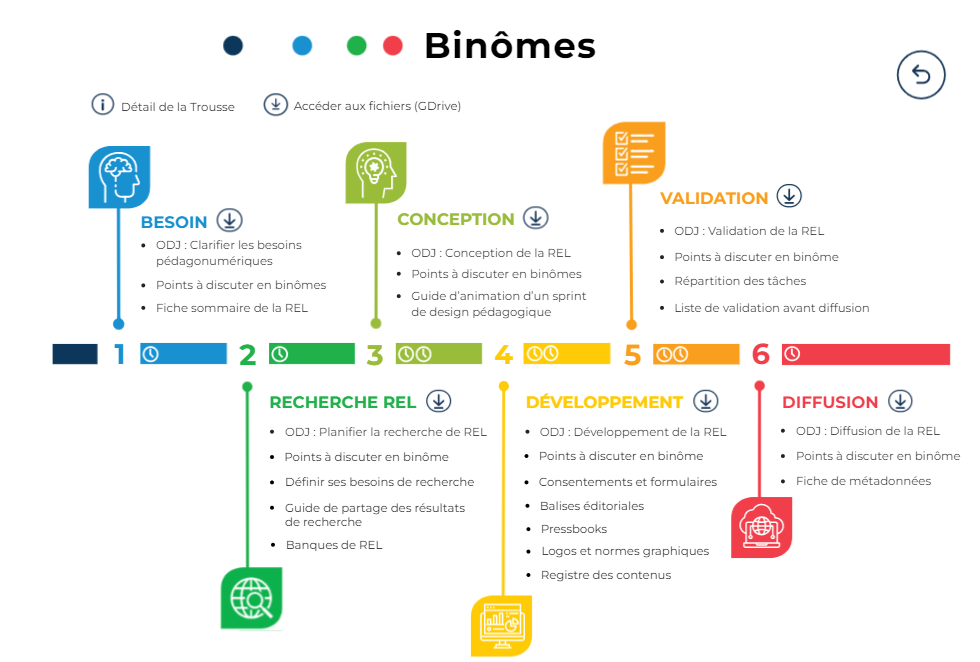 Binômes
Détail de la Trousse
Accéder aux fichiers (GDrive)
BESOIN
• ODJ : Clarifier les besoins
pédagonumériques
• Points à discuter en binômes
• Fiche sommaire de la REL
CONCEPTION
• ODJ : Conception de la REL
• Points à discuter en binômes
• Guide d'animation d'un sprint
de design pédagogique
VALIDATION
• ODJ : Validation de la REL
• Points à discuter en binôme
• Répartition des tâches
• Liste de validation avant diffusion
1 2 3 4 5 6
RECHERCHE REL
• ODJ : Planifier la recherche de REL
• Points à discuter en binôme
• Définir ses besoins de recherche
• Guide de partage des résultats
de recherche
• Banques de REL
DÉVELOPPEMENT
• ODJ : Développement de la REL
• Points à discuter en binôme
• Consentements et formulaires
• Balises éditoriales
• Pressbooks
• Logos et normes graphiques
• Registre des contenus
DIFFUSION
• ODJ : Diffusion de la REL
• Points à discuter en binôme
• Fiche de métadonnées